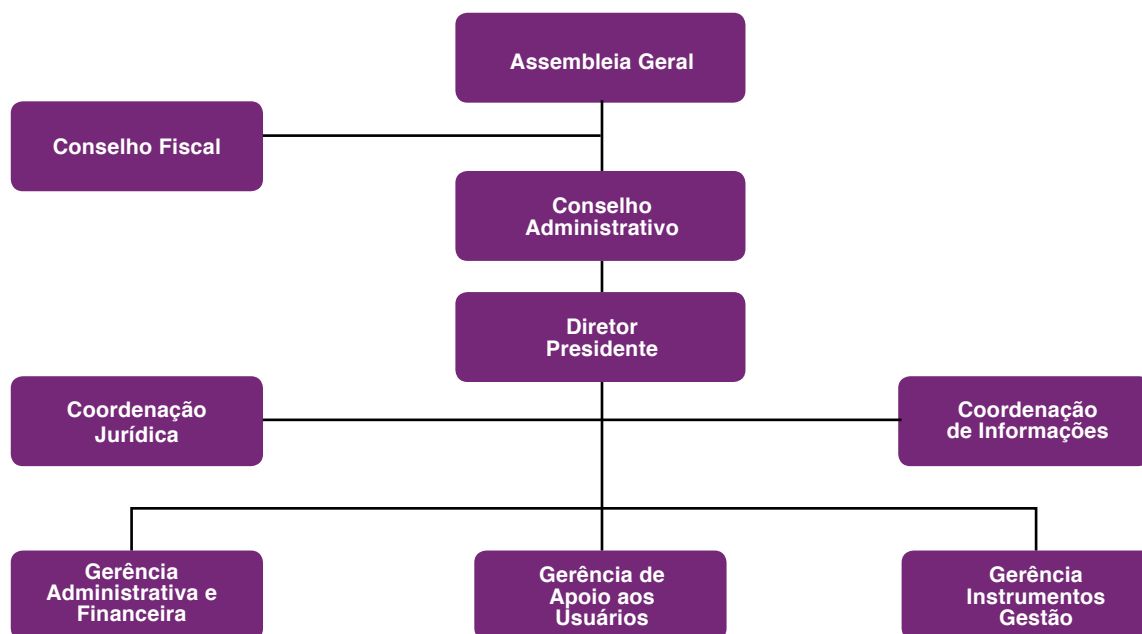 Assembleia Geral
Conselho Fiscal
Conselho
Administrativo
Diretor
Presidente
Coordenação
Jurídica
Coordenação
de Informações
Gerência
Administrativa e
Financeira
Gerência de
Apoio aos
Usuários
Gerência
Instrumentos
Gestão